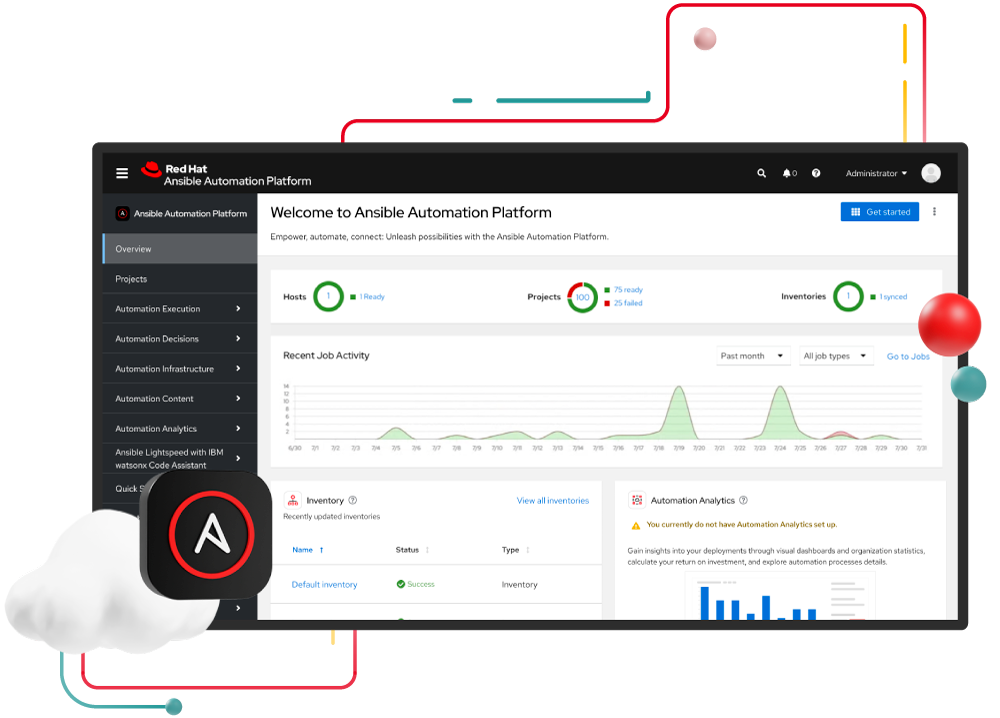 Red Hat
Ansible Automation Platform
0
Administrator
Ansible Automation Platform
Overview
Projects
Automation Execution
Automation Decisions
Automation Infrastructure
Automation Content
Automation Analytics
Ansible Lightspeed with IBM
watsonx Code Assistant
Quick
Welcome to Ansible Automation Platform
Get started
Empower, automate, connect: Unleash possibilities with the Ansible Automation Platform.
Hosts 1 1 Ready
Projects 100 75 ready
25 failed
Inventories 1 1 synced
Recent Job Activity
Past month
All job types
Go to Jobs
14
12
10
8
6
4
2
6/30 7/1 7/2 7/3 7/4 7/5 7/6 7/7 7/8 7/9 7/10 7/11 7/12 7/13 7/14 7/15 7/16 7/17 7/18 7/19 7/20 7/21 7/22 7/23 7/24 7/25 7/26 7/27 7/28 7/29 7/30 7/31
Inventory
View all inventories
Recently updated inventories
Name Status Type
Default inventory Success Inventory
Automation Analytics
You currently do not have Automation Analytics set up.
Gain insights into your deployments through visual dashboards and organization statistics,
calculate your return on investment, and explore automation processes details.